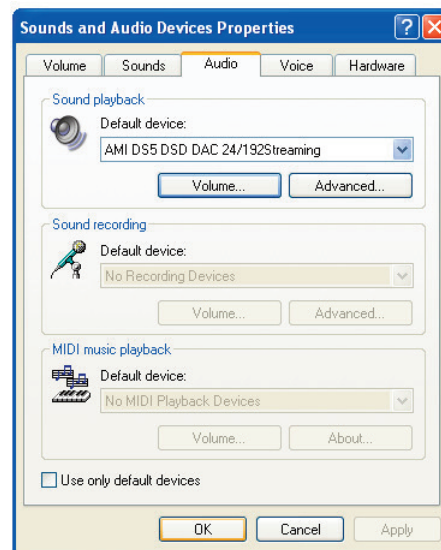 Sounds and Audio Devices Properties
Volume Sounds Audio Voice Hardware
Sound playback
Default device:
AMI DS5 DSD DAC 24/192Streaming
Volume... Advanced...
Sound recording
Default device:
No Recording Devices
Volume... Advanced...
MIDI music playback
Default device:
No MIDI Playback Devices
Volume... About...
Use only default devices
OK Cancel Apply